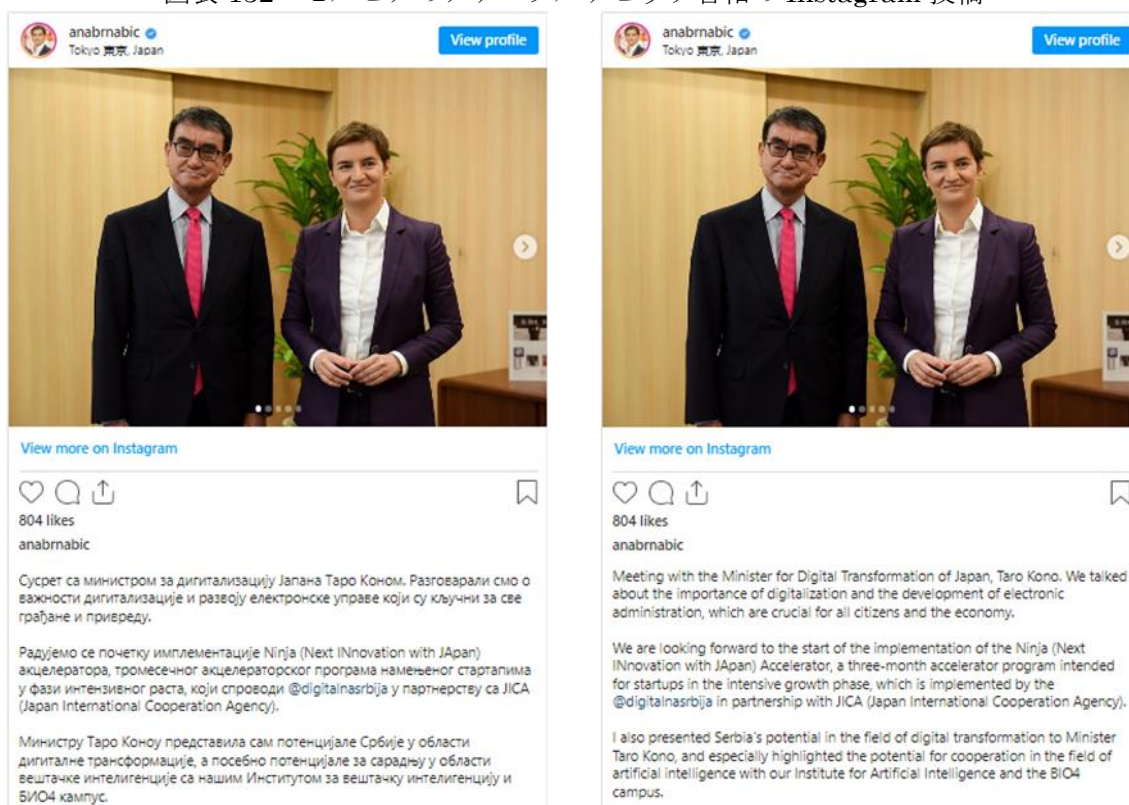 Instagram
anabrnabic
Tokyo 東京, Japan
View profile
View more on Instagram
804 likes
anabrnabic
Сусрет са министром за дигитализацију Јапана Таро Коном. Разговарали смо о
важности дигитализације и развоју електронске управе који су кључни за све
грађане и привреду.
Радујемо се почетку имплементације Ninja (Next INnovation with JApan)
акцелератора, тромесечног акцелераторског програма намењеног стартапима
у фази интензивног раста, који спроводи @digitalnasrbija у партнерству са JICA
(Japan International Cooperation Agency).
Министру Таро Коноу представила сам потенцијале Србије у области
дигиталне трансформације, а посебно потенцијале за сарадњу у области
вештачке интелигенције са нашим Институтом за вештачку интелигенцију и
БИО4 кампус.
anabrnabic
Tokyo 東京, Japan
View profile
View more on Instagram
804 likes
anabrnabic
Meeting with the Minister for Digital Transformation of Japan, Taro Kono. We talked
about the importance of digitalization and the development of electronic
administration, which are crucial for all citizens and the economy.
We are looking forward to the start of the implementation of the Ninja (Next
INnovation with JApan) Accelerator, a three-month accelerator program intended
for startups in the intensive growth phase, which is implemented by the
@digitalnasrbija in partnership with JICA (Japan International Cooperation Agency).
I also presented Serbia's potential in the field of digital transformation to Minister
Taro Kono, and especially highlighted the potential for cooperation in the field of
artificial intelligence with our Institute for Artificial Intelligence and the BIO4
campus.